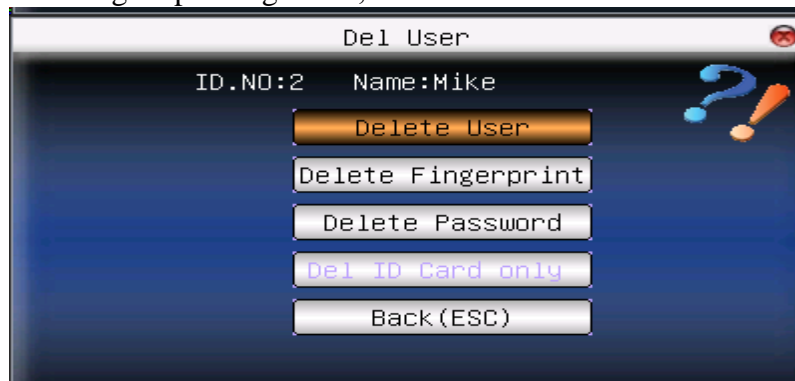 Del User
ID.NO:2 Name:Mike
Delete User
Delete Fingerprint
Delete Password
Del ID Card only
Back(ESC)